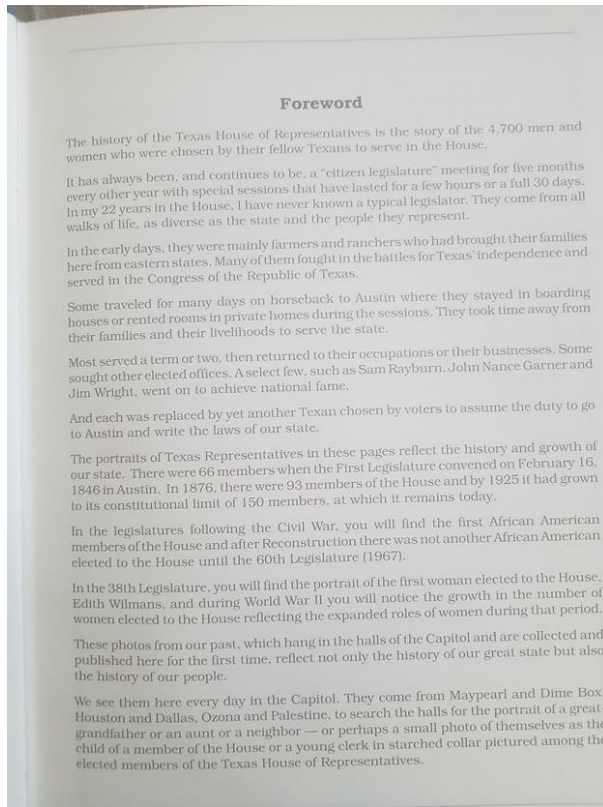 Foreword
The history of the Texas House of Representatives is the story of the 4,700 men and
women who were chosen by their fellow Texans to serve in the House.
It has always been, and continues to be, a "citizen legislature" meeting for five months
every other year with special sessions that have lasted for a few hours or a full 30 days.
In my 22 years in the House, I have never known a typical legislator. They come from all
walks of life, as diverse as the state and the people they represent.
In the early days, they were mainly farmers and ranchers who had brought their families
here from eastern states. Many of them fought in the battles for Texas' independence and
served in the Congress of the Republic of Texas.
Some traveled for many days on horseback to Austin where they stayed in boarding
houses or rented rooms in private homes during the sessions. They took time away from
their families and their livelihoods to serve the state.
Most served a term or two, then returned to their occupations or their businesses. Some
sought other elected offices. A select few, such as Sam Rayburn, John Nance Garner and
Jim Wright, went on to achieve national fame.
And each was replaced by yet another Texan chosen by voters to assume the duty to go
to Austin and write the laws of our state.
The portraits of Texas Representatives in these pages reflect the history and growth of
our state. There were 66 members when the First Legislature convened on February 16,
1846 in Austin. In 1876, there were 93 members of the House and by 1925 it had grown
to its constitutional limit of 150 members, at which it remains today.
In the legislatures following the Civil War, you will find the first African American
members of the House and after Reconstruction there was not another African American
elected to the House until the 60th Legislature (1967).
In the 38th Legislature, you will find the portrait of the first woman elected to the House,
Edith Wilmans, and during World War II you will notice the growth in the number of
women elected to the House reflecting the expanded roles of women during that period.
These photos from our past, which hang in the halls of the Capitol and are collected and
published here for the first time, reflect not only the history of our great state but also
the history of our people.
We see them here every day in the Capitol. They come from Maypearl and Dime Box
Houston and Dallas, Ozona and Palestine, to search the halls for the portrait of a great-
grandfather or an aunt or a neighbor — or perhaps a small photo of themselves as the
child of a member of the House or a young clerk in starched collar pictured among the
elected members of the Texas House of Representatives.